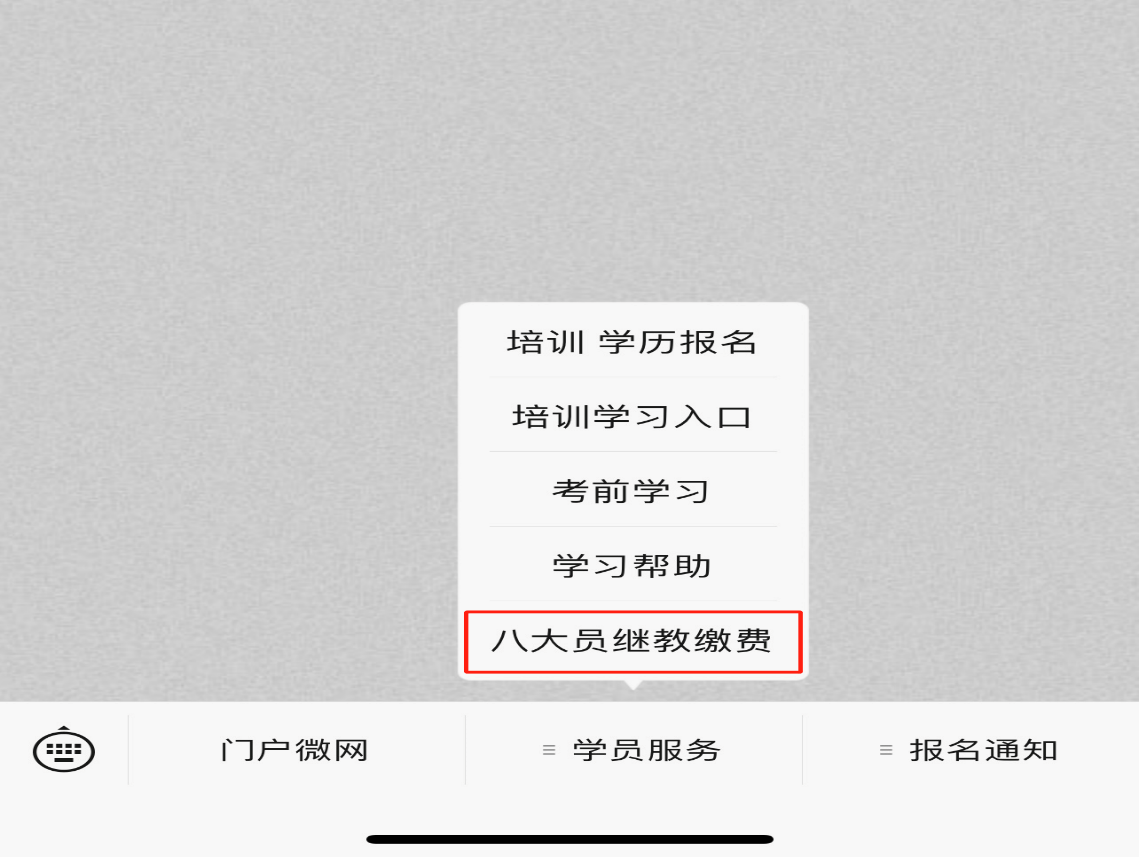 培训 学历报名
培训学习入口
考前学习
学习帮助
八大员继教缴费
门户微网
≡ 学员服务
≡ 报名通知